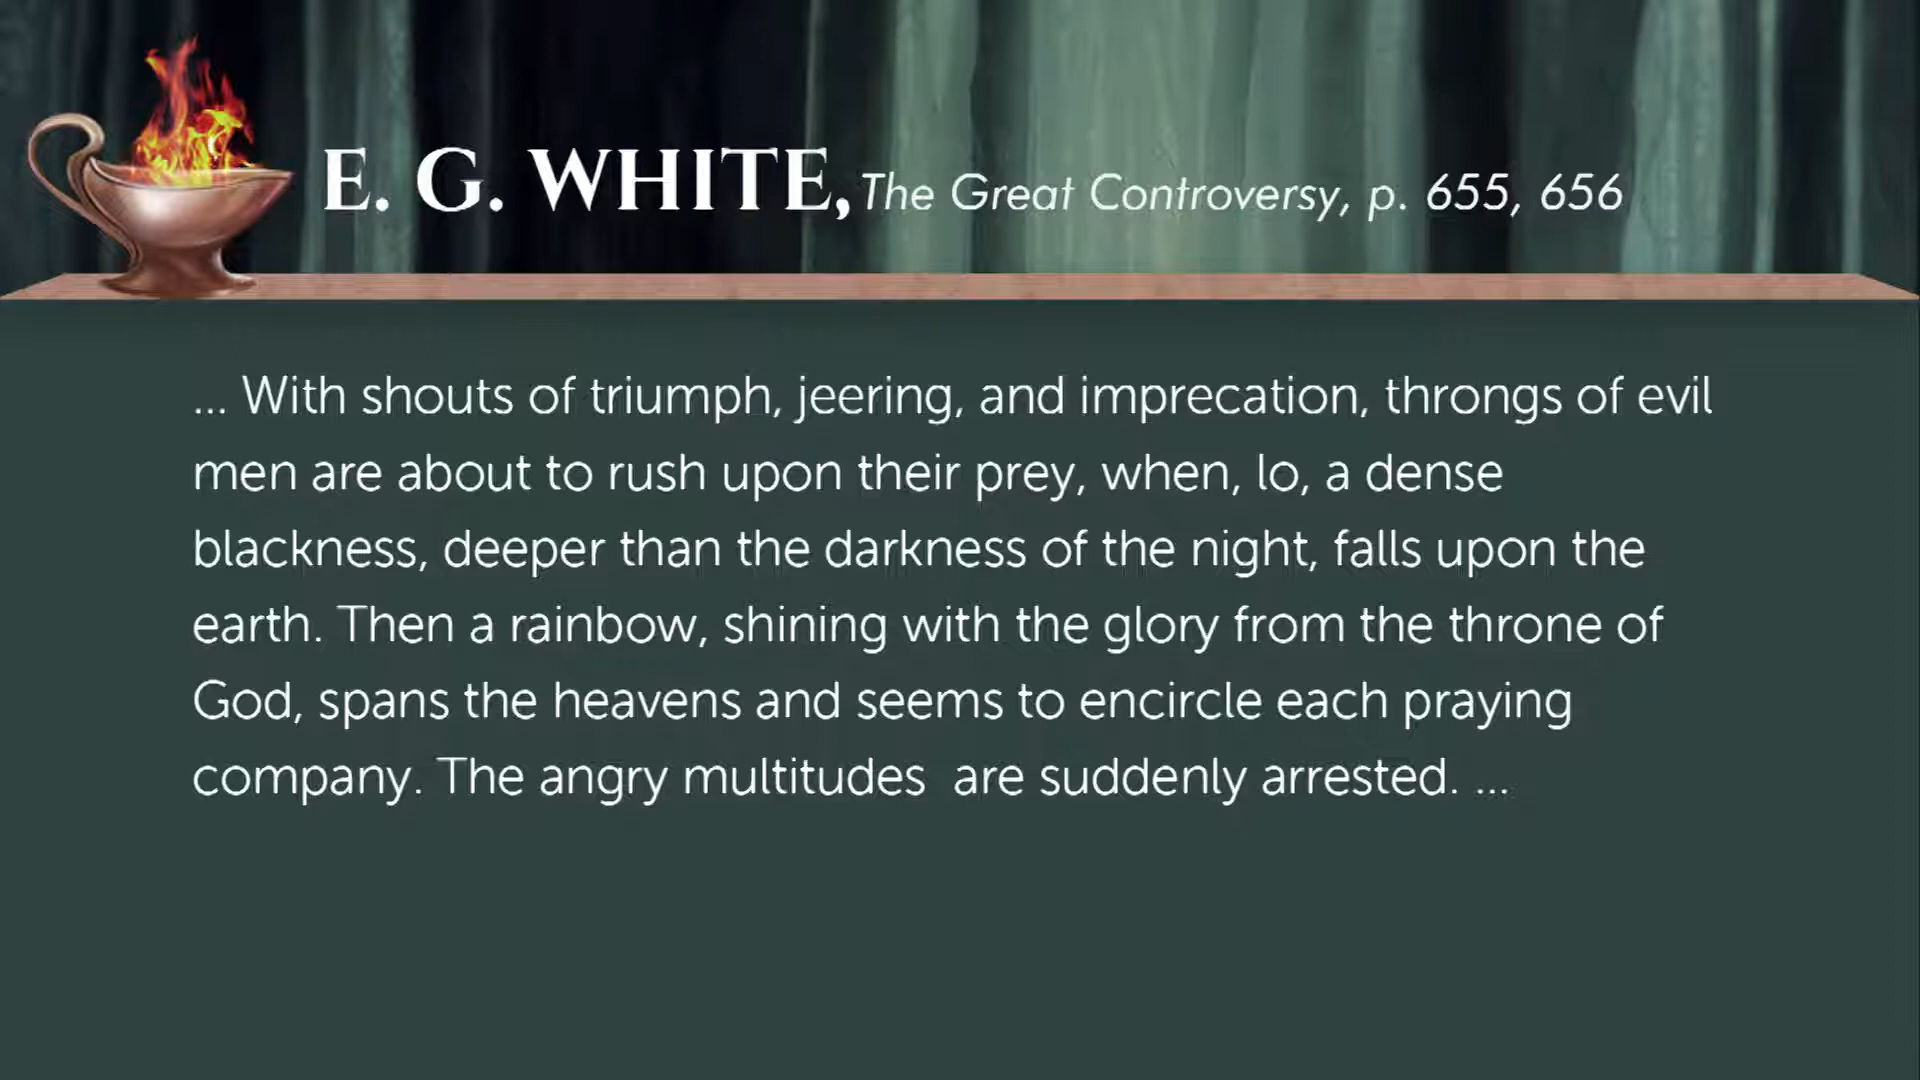 E. G. WHITE, The Great Controversy, p. 655, 656
... With shouts of triumph, jeering, and imprecation, throngs of evil
men are about to rush upon their prey, when, lo, a dense
blackness, deeper than the darkness of the night, falls upon the
earth. Then a rainbow, shining with the glory from the throne of
God, spans the heavens and seems to encircle each praying
company. The angry multitudes  are suddenly arrested. ...